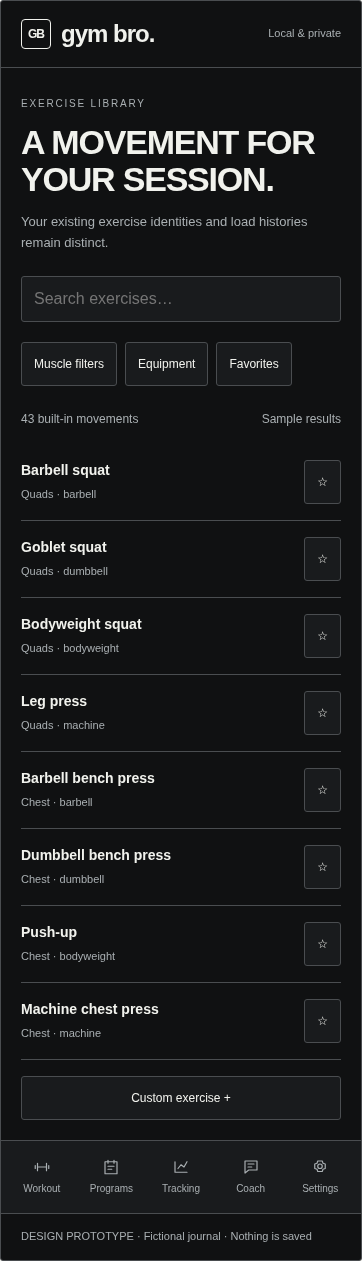 GB gym bro. Local & private
EXERCISE LIBRARY
A MOVEMENT FOR
YOUR SESSION.
Your existing exercise identities and load histories
remain distinct.
Search exercises…
Muscle filters Equipment Favorites
43 built-in movements Sample results
Barbell squat
Quads · barbell
Goblet squat
Quads · dumbbell
Bodyweight squat
Quads · bodyweight
Leg press
Quads · machine
Barbell bench press
Chest · barbell
Dumbbell bench press
Chest · dumbbell
Push-up
Chest · bodyweight
Machine chest press
Chest · machine
Custom exercise +
Workout Programs Tracking Coach Settings
DESIGN PROTOTYPE · Fictional journal · Nothing is saved